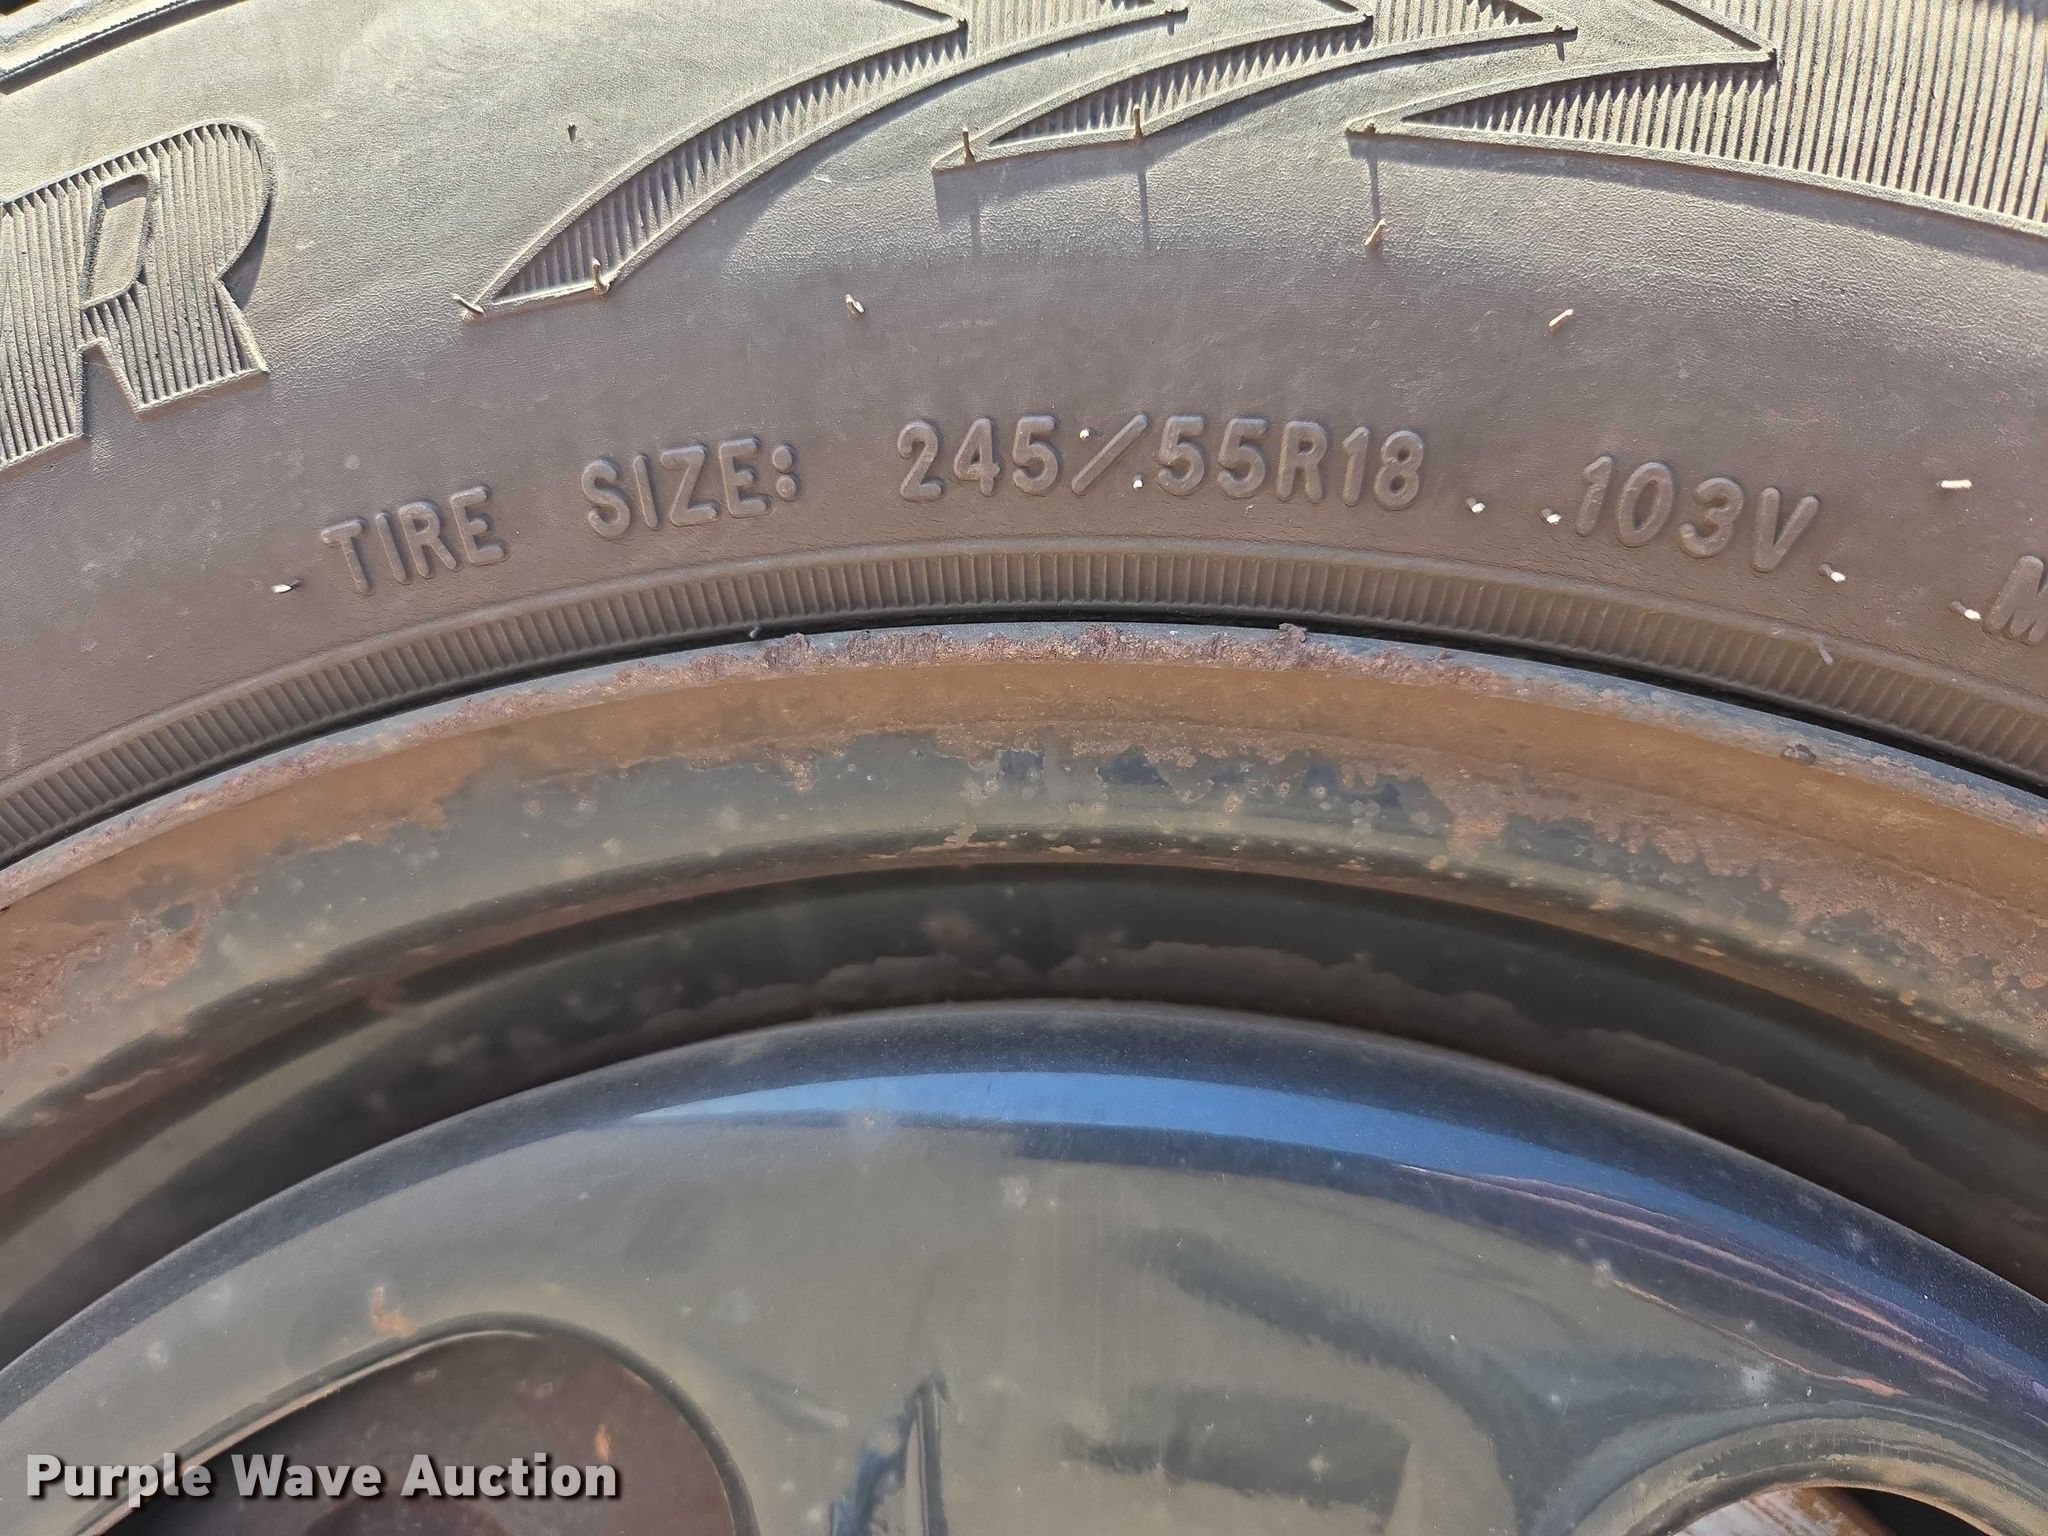 R
TIRE SIZE: 245/55R18 103V M
Purple Wave Auction